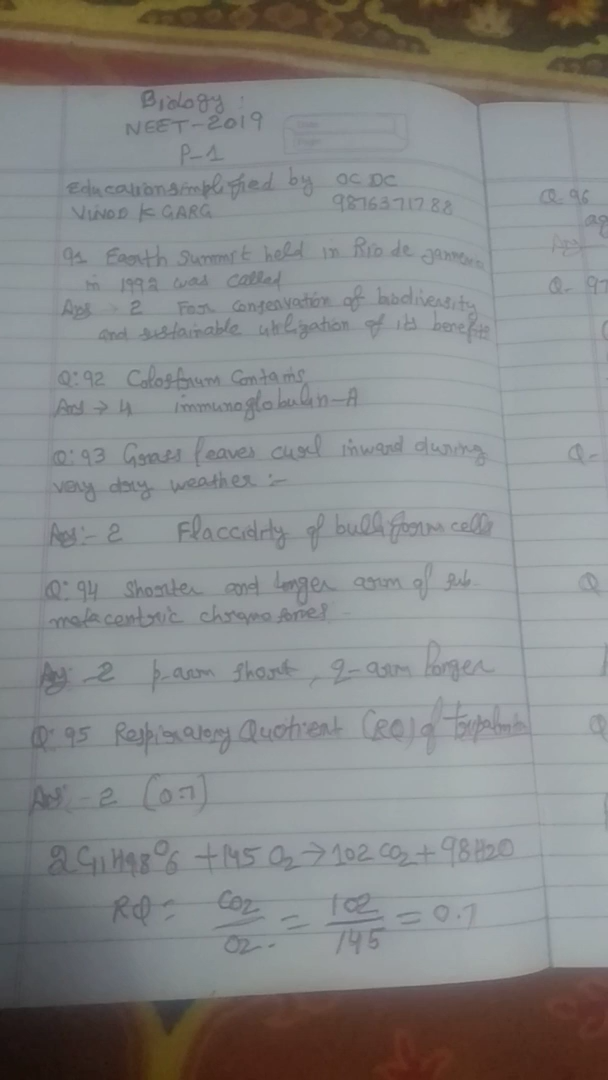 Biology:
NEET-2019
P-1
Educationsimplified by OCDC
VINOD K GARG 9876371788
91 Earth Summit held in Rio de
in 1992 was called
Ans - 2 For conservation of biodiversity
and sustainable utilization of its benefits
Q:92 Colostrum Contains
Ans → 4 immunoglobulin-A
Q:93 Grass leaves curl inward during
very dry weather :-
Ans:- 2 Flaccidity of bulliform cells
Q:94 Shorter and longer arm of sub-
metacentric chromosomes
Ans -2 p-arm short, q-arm longer
Q:95 Respiratory Quotient (RQ) of
Ans:-2 (0.7)
2C51H98O6 + 145 O2 → 102 CO2 + 98H2O
RQ = CO2/O2 = 102/145 = 0.7
Q-96
ag
Ans
Q- 97
Q-
Q
Q